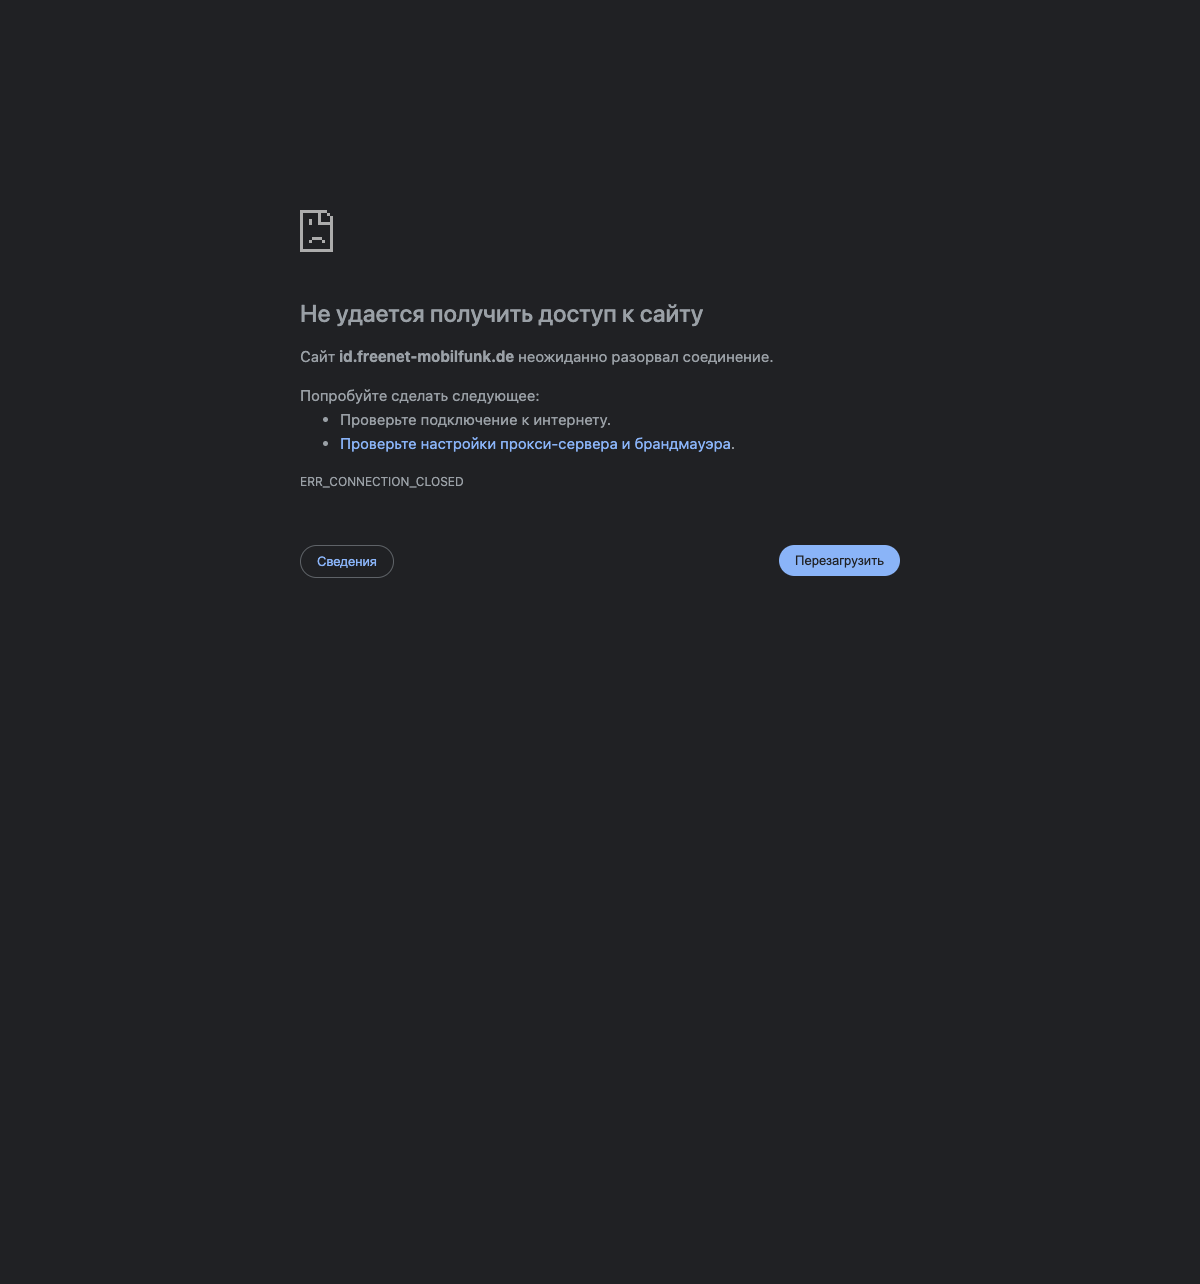 Не удается получить доступ к сайту
Сайт id.freenet-mobilfunk.de неожиданно разорвал соединение.
Попробуйте сделать следующее:
Проверьте подключение к интернету.
Проверьте настройки прокси-сервера и брандмауэра.
ERR_CONNECTION_CLOSED
Сведения
Перезагрузить